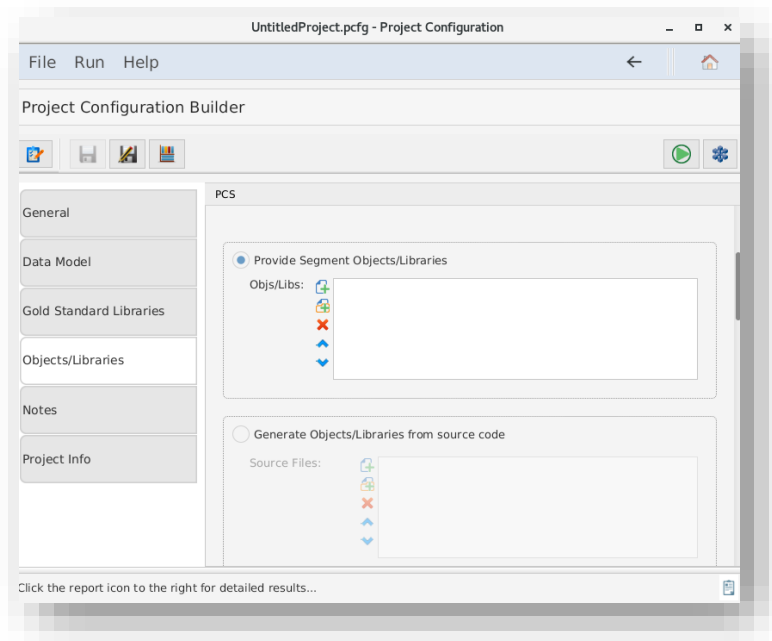 UntitledProject.pcfg - Project Configuration
File Run Help
Project Configuration Builder
PCS
General
Data Model
Gold Standard Libraries
Objects/Libraries
Notes
Project Info
Provide Segment Objects/Libraries
Objs/Libs:
Generate Objects/Libraries from source code
Source Files:
Click the report icon to the right for detailed results...